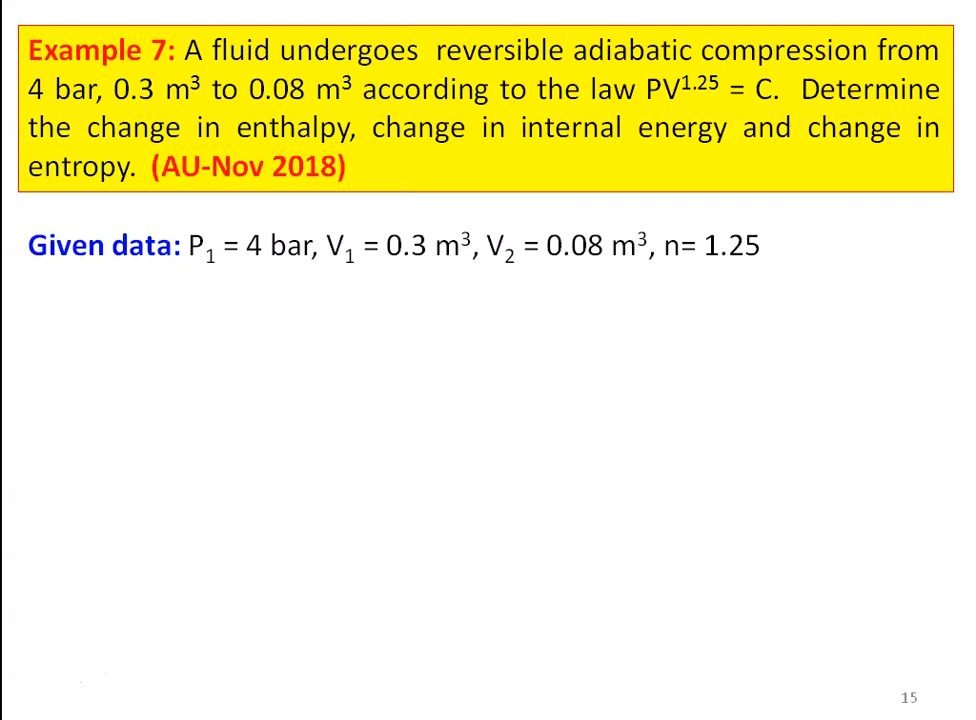 Example 7: A fluid undergoes reversible adiabatic compression from
4 bar, 0.3 m³ to 0.08 m³ according to the law PV¹·²⁵ = C. Determine
the change in enthalpy, change in internal energy and change in
entropy. (AU-Nov 2018)
Given data: P₁ = 4 bar, V₁ = 0.3 m³, V₂ = 0.08 m³, n= 1.25
15